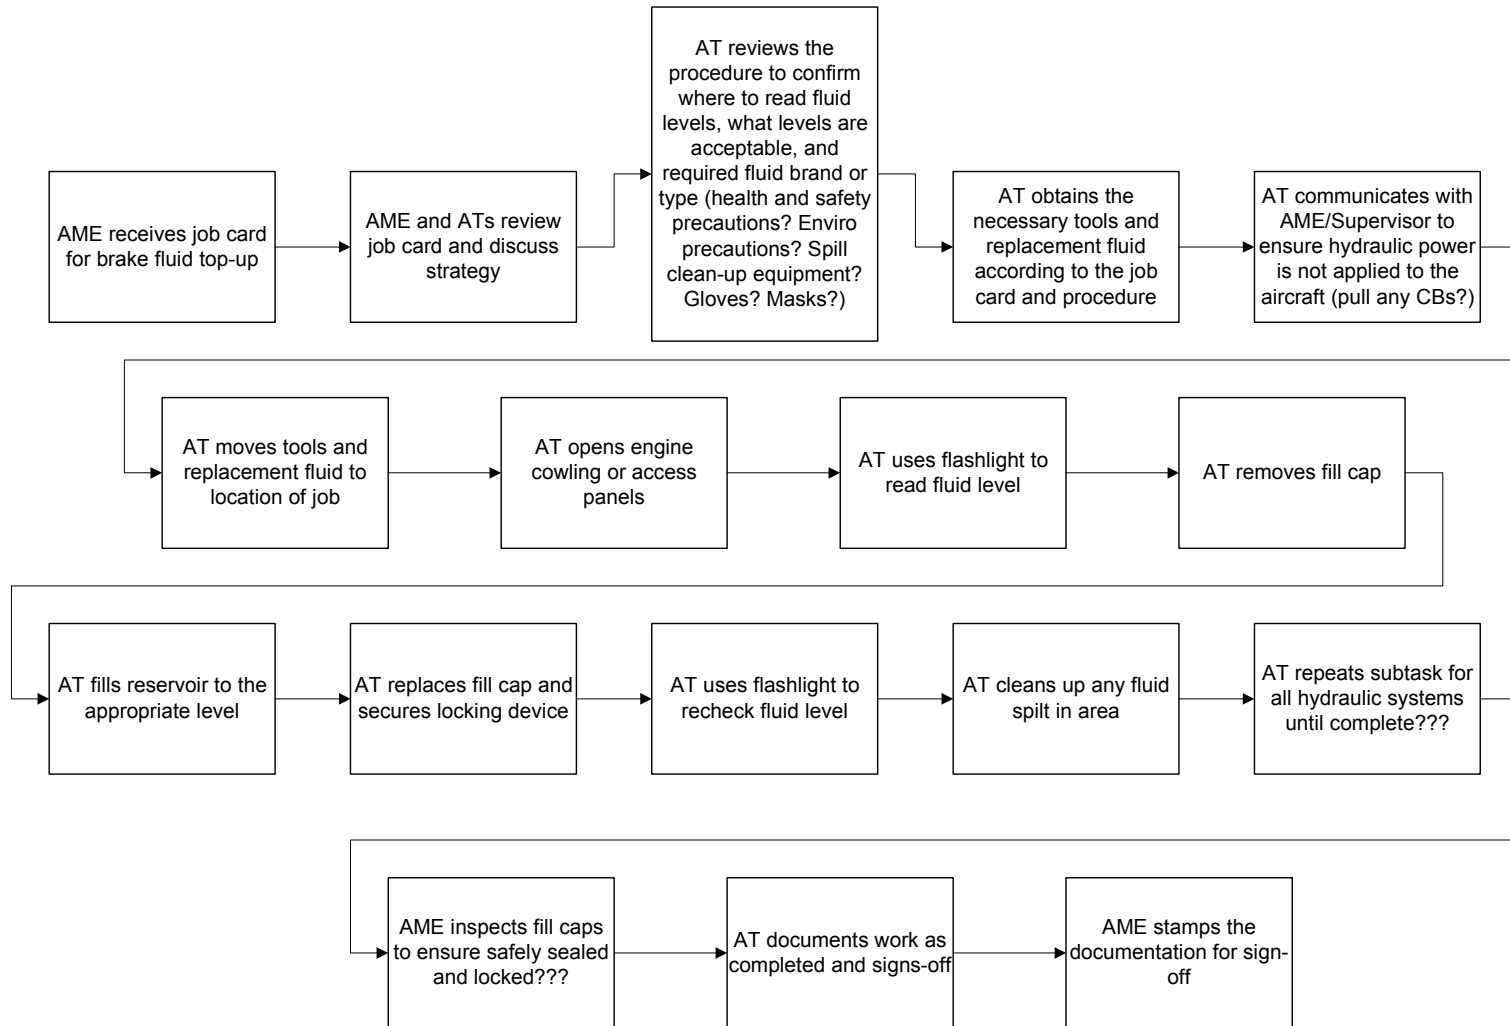 AME receives job card
for brake fluid top-up
AME and ATs review
job card and discuss
strategy
AT reviews the
procedure to confirm
where to read fluid
levels, what levels are
acceptable, and
required fluid brand or
type (health and safety
precautions? Enviro
precautions? Spill
clean-up equipment?
Gloves? Masks?)
AT obtains the
necessary tools and
replacement fluid
according to the job
card and procedure
AT communicates with
AME/Supervisor to
ensure hydraulic power
is not applied to the
aircraft (pull any CBs?)
AT moves tools and
replacement fluid to
location of job
AT opens engine
cowling or access
panels
AT uses flashlight to
read fluid level
AT removes fill cap
AT fills reservoir to the
appropriate level
AT replaces fill cap and
secures locking device
AT uses flashlight to
recheck fluid level
AT cleans up any fluid
spilt in area
AT repeats subtask for
all hydraulic systems
until complete???
AME inspects fill caps
to ensure safely sealed
and locked???
AT documents work as
completed and signs-off
AME stamps the
documentation for sign-
off